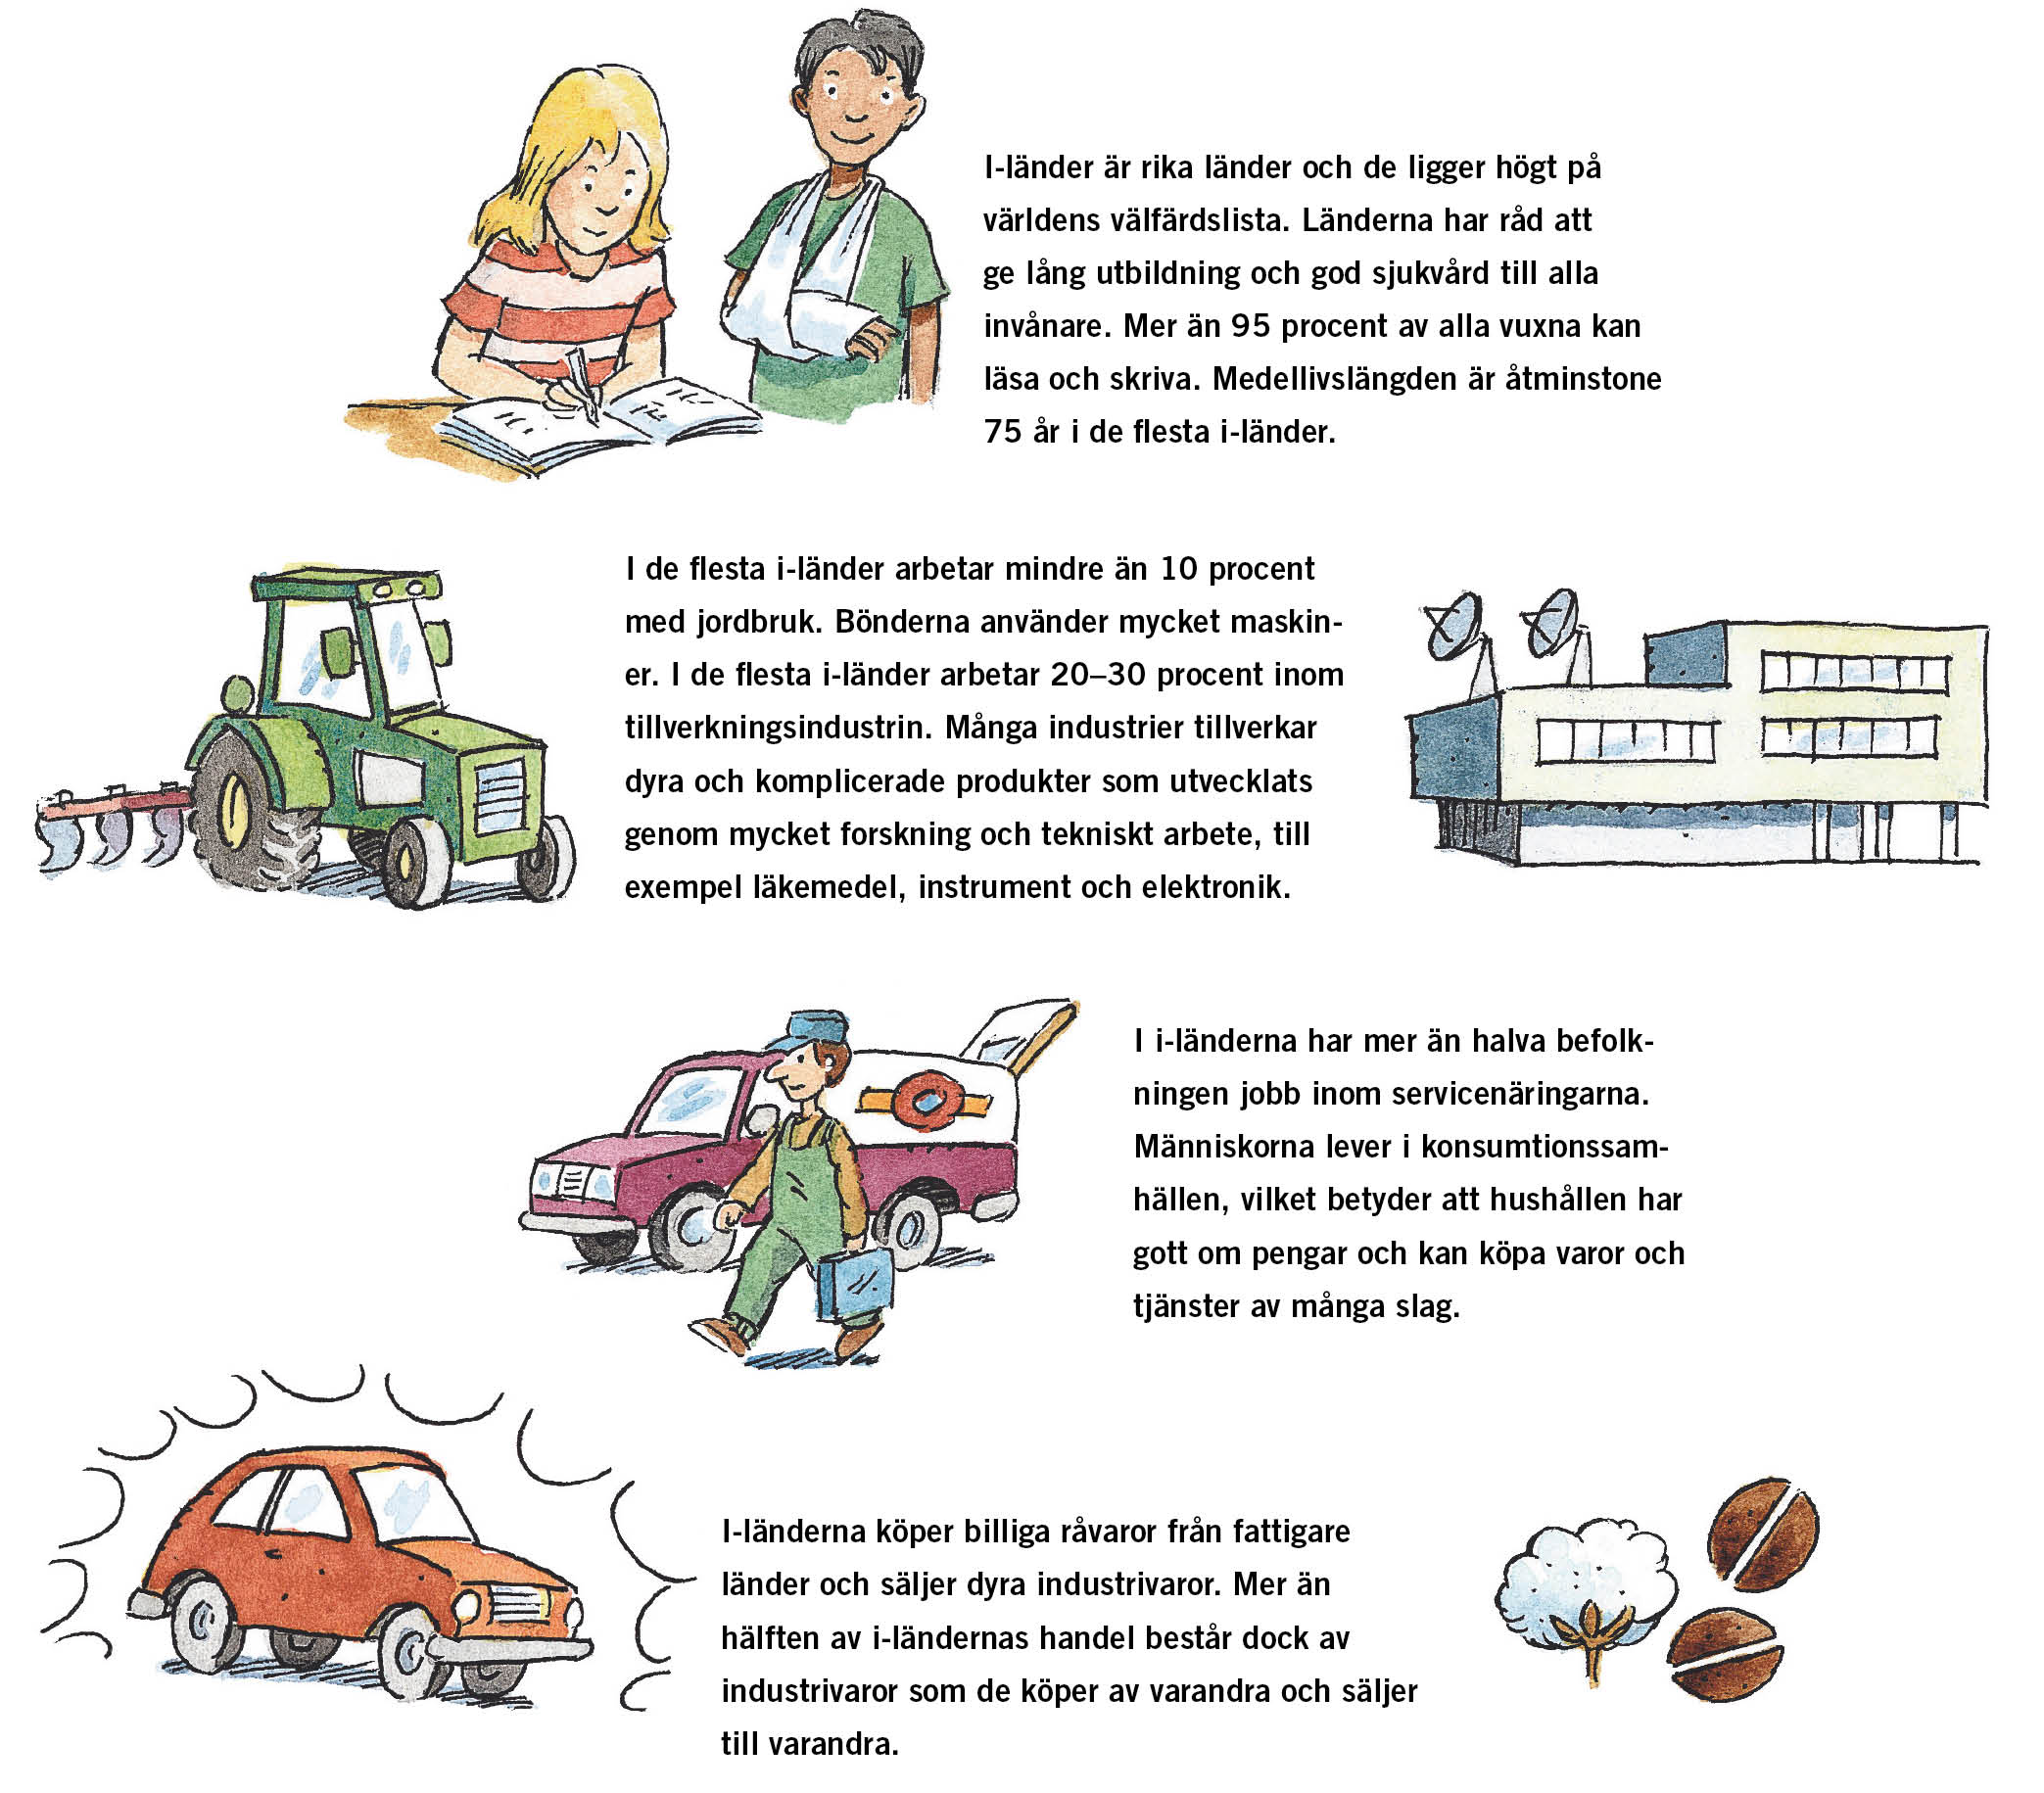 I-länder är rika länder och de ligger högt på
världens välfärdslista. Länderna har råd att
ge lång utbildning och god sjukvård till alla
invånare. Mer än 95 procent av alla vuxna kan
läsa och skriva. Medellivslängden är åtminstone
75 år i de flesta i-länder.
I de flesta i-länder arbetar mindre än 10 procent
med jordbruk. Bönderna använder mycket maskin-
er. I de flesta i-länder arbetar 20–30 procent inom
tillverkningsindustrin. Många industrier tillverkar
dyra och komplicerade produkter som utvecklats
genom mycket forskning och tekniskt arbete, till
exempel läkemedel, instrument och elektronik.
I i-länderna har mer än halva befolk-
ningen jobb inom servicenäringarna.
Människorna lever i konsumtionssam-
hällen, vilket betyder att hushållen har
gott om pengar och kan köpa varor och
tjänster av många slag.
I-länderna köper billiga råvaror från fattigare
länder och säljer dyra industrivaror. Mer än
hälften av i-ländernas handel består dock av
industrivaror som de köper av varandra och säljer
till varandra.